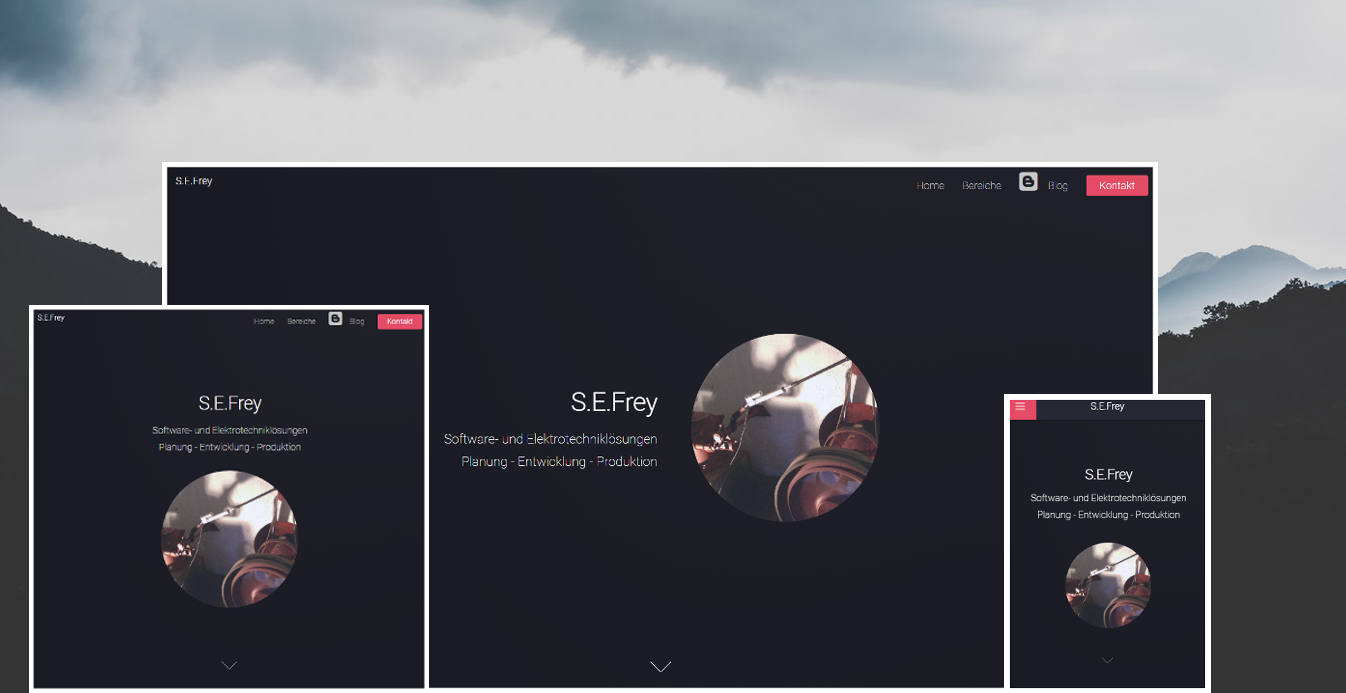 S.E.Frey
Home Bereiche Blog Kontakt
S.E.Frey
Software- und Elektrotechniklösungen
Planung - Entwicklung - Produktion
S.E.Frey
Home Bereiche Blog Kontakt
S.E.Frey
Software- und Elektrotechniklösungen
Planung - Entwicklung - Produktion
S.E.Frey
S.E.Frey
Software- und Elektrotechniklösungen
Planung - Entwicklung - Produktion